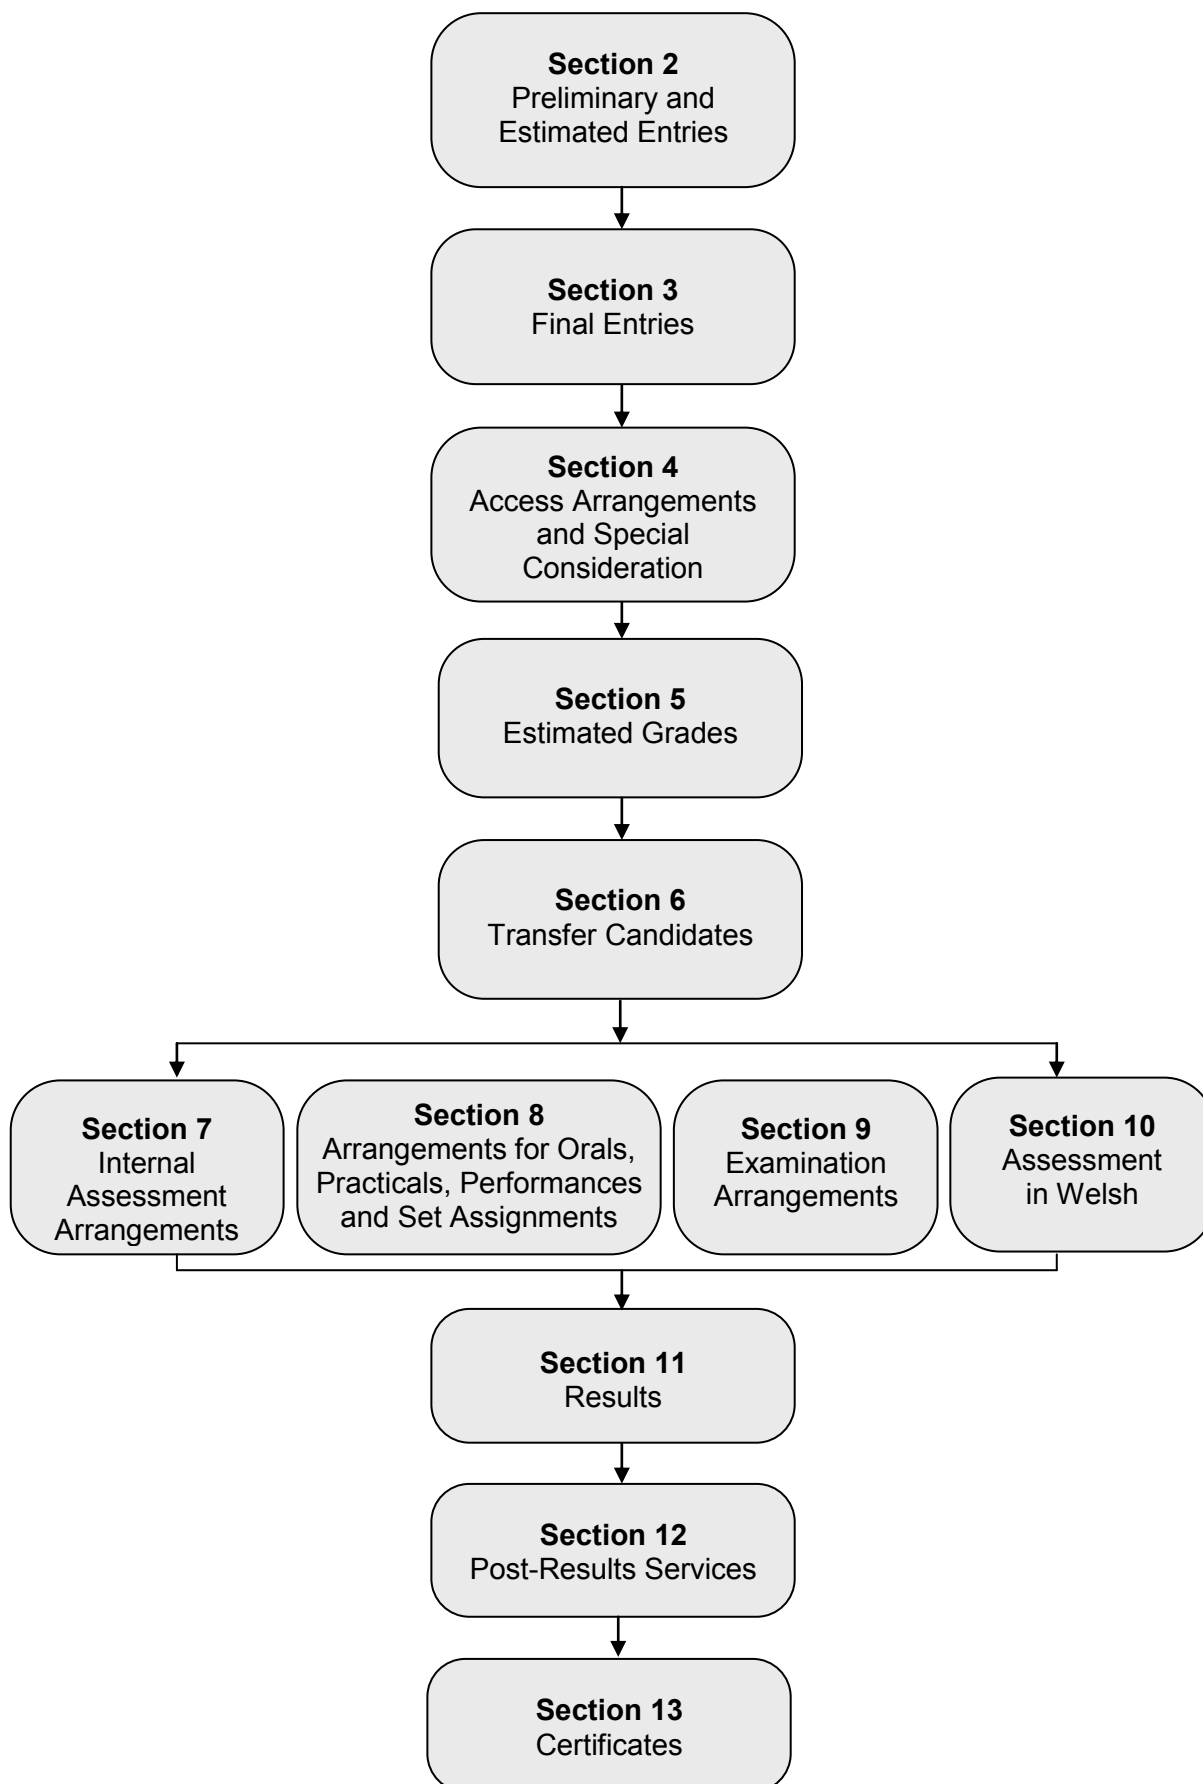 Section 2
Preliminary and
Estimated Entries
Section 3
Final Entries
Section 4
Access Arrangements
and Special
Consideration
Section 5
Estimated Grades
Section 6
Transfer Candidates
Section 7
Internal
Assessment
Arrangements
Section 8
Arrangements for Orals,
Practicals, Performances
and Set Assignments
Section 9
Examination
Arrangements
Section 10
Assessment
in Welsh
Section 11
Results
Section 12
Post-Results Services
Section 13
Certificates